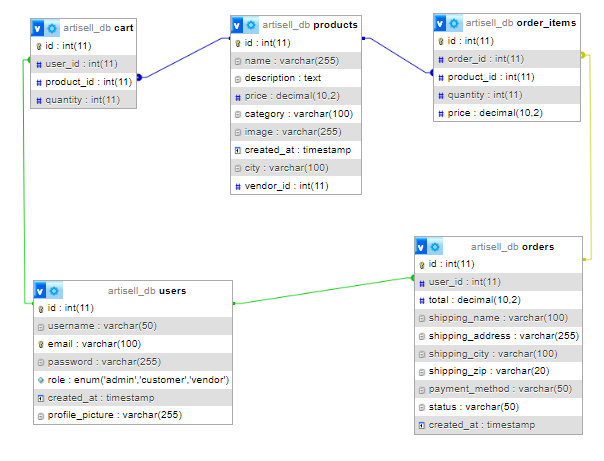 artisell_db cart
id : int(11)
user_id : int(11)
product_id : int(11)
quantity : int(11)
artisell_db products
id : int(11)
name : varchar(255)
description : text
price : decimal(10,2)
category : varchar(100)
image : varchar(255)
created_at : timestamp
city : varchar(100)
vendor_id : int(11)
artisell_db order_items
id : int(11)
order_id : int(11)
product_id : int(11)
quantity : int(11)
price : decimal(10,2)
artisell_db users
id : int(11)
username : varchar(50)
email : varchar(100)
password : varchar(255)
role : enum('admin','customer','vendor')
created_at : timestamp
profile_picture : varchar(255)
artisell_db orders
id : int(11)
user_id : int(11)
total : decimal(10,2)
shipping_name : varchar(100)
shipping_address : varchar(255)
shipping_city : varchar(100)
shipping_zip : varchar(20)
payment_method : varchar(50)
status : varchar(50)
created_at : timestamp